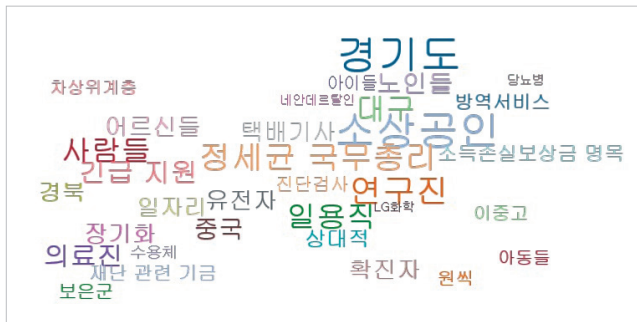 경기도
아이들
노인들
당뇨병
차상위계층
네안데르탈인
대구
방역서비스
어르신들
택배기사
소상공인
사람들
정세균 국무총리
소득손실보상금 명목
긴급 지원
진단검사
연구진
경북
일자리
유전자
일용직
LG화학
이중고
장기화
중국
상대적
의료진
수용체
확진자
아동들
재단 관련 기금
원씩
보은군